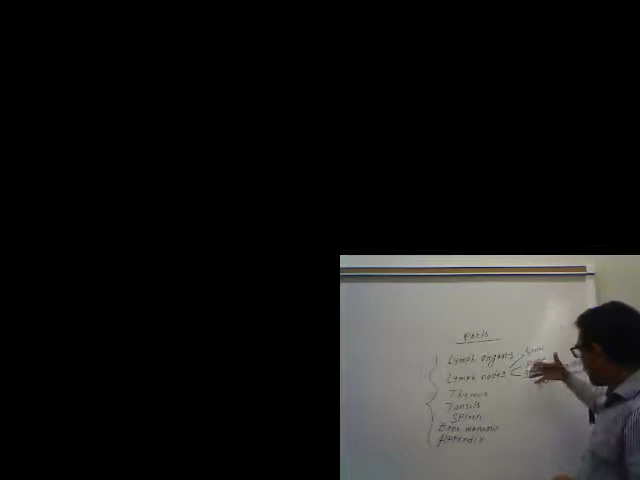 Parts
Lymph organs
Lymph nodes
Thymus
Tonsils
Spleen
Bone marrow
Appendix